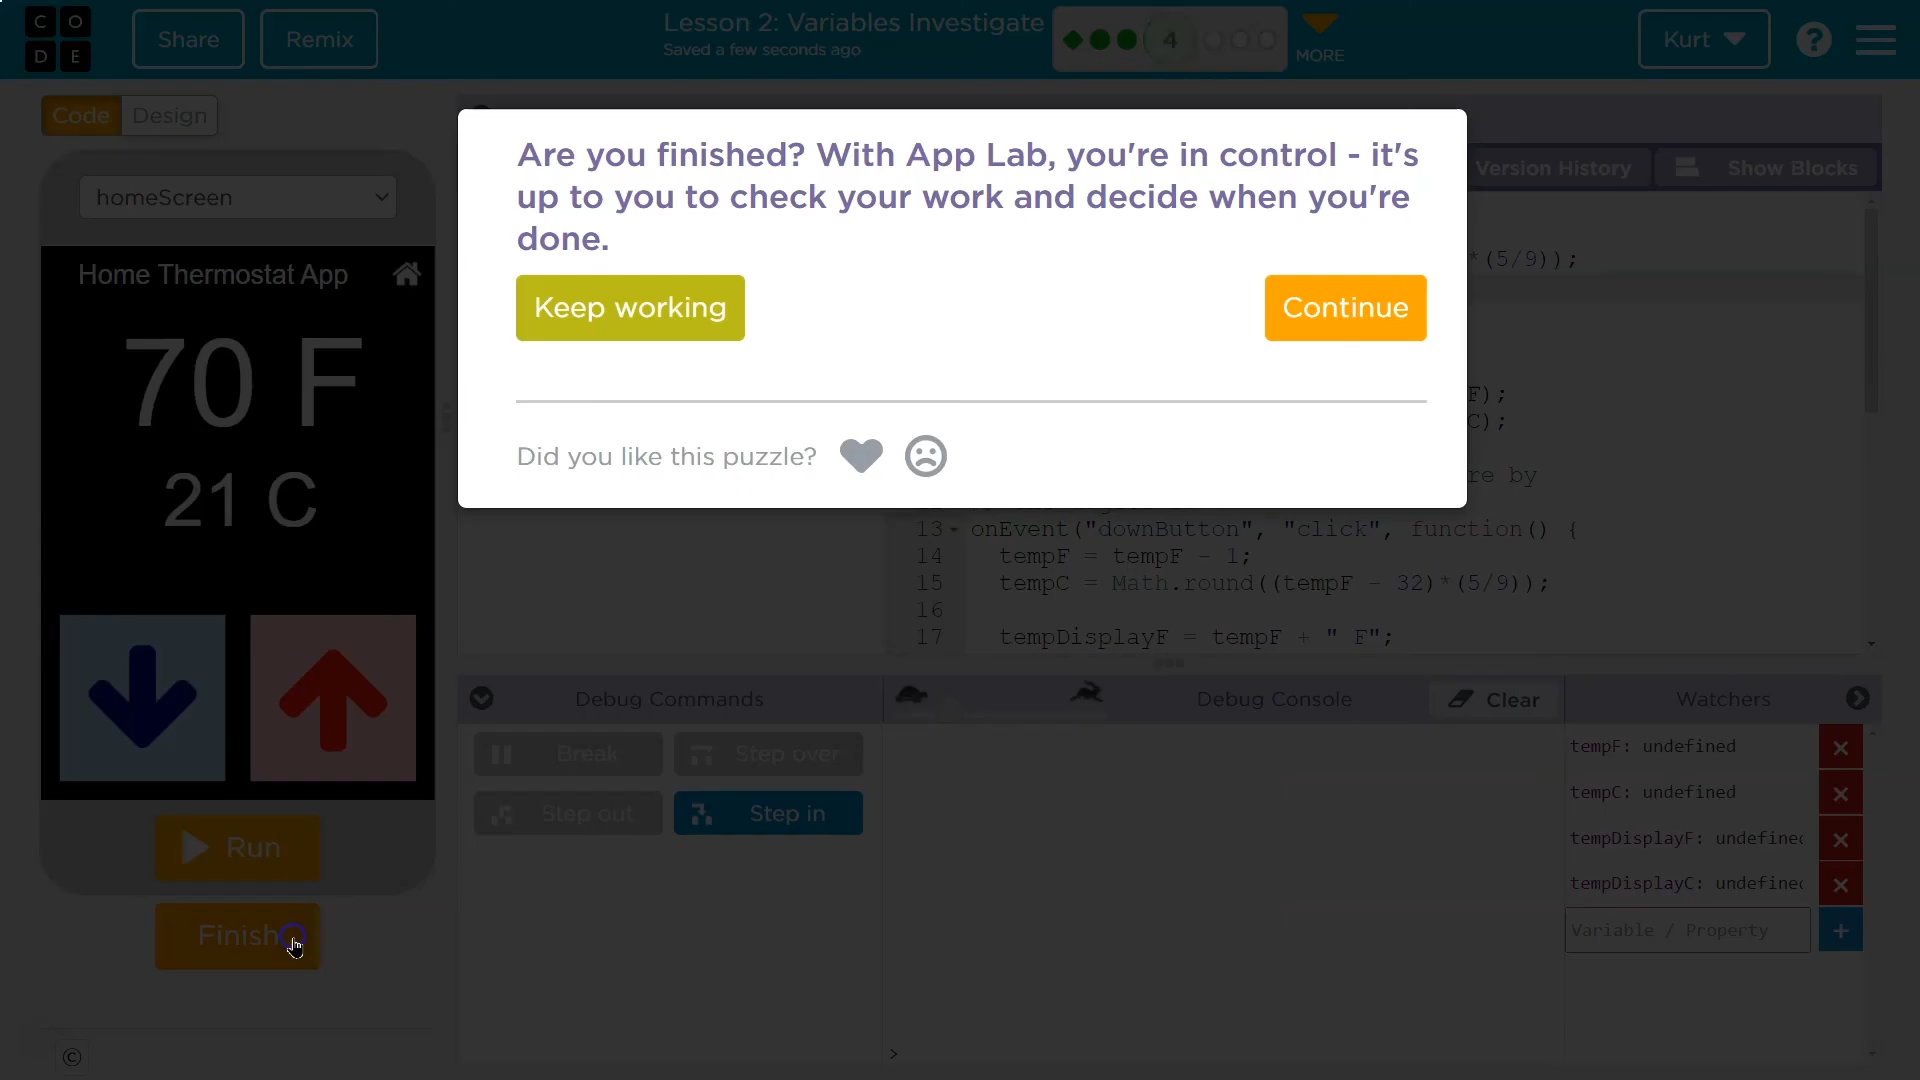 C O
D E
Share
Remix
Lesson 2: Variables Investigate
Saved a few seconds ago
4
MORE
Kurt
?
Code
Design
homeScreen
Home Thermostat App
70 F
21 C
Run
Finish
©
Are you finished? With App Lab, you're in control - it's
up to you to check your work and decide when you're
done.
Keep working
Continue
Did you like this puzzle?
Version History
Show Blocks
*(5/9));
F);
C);
re by
13 onEvent("downButton", "click", function() {
14 tempF = tempF - 1;
15 tempC = Math.round((tempF - 32)*(5/9));
16
17 tempDisplayF = tempF + " F";
Debug Commands
Debug Console
Clear
Watchers
Break
Step over
Step out
Step in
tempF: undefined
tempC: undefined
tempDisplayF: undefined
tempDisplayC: undefined
Variable / Property
+
>